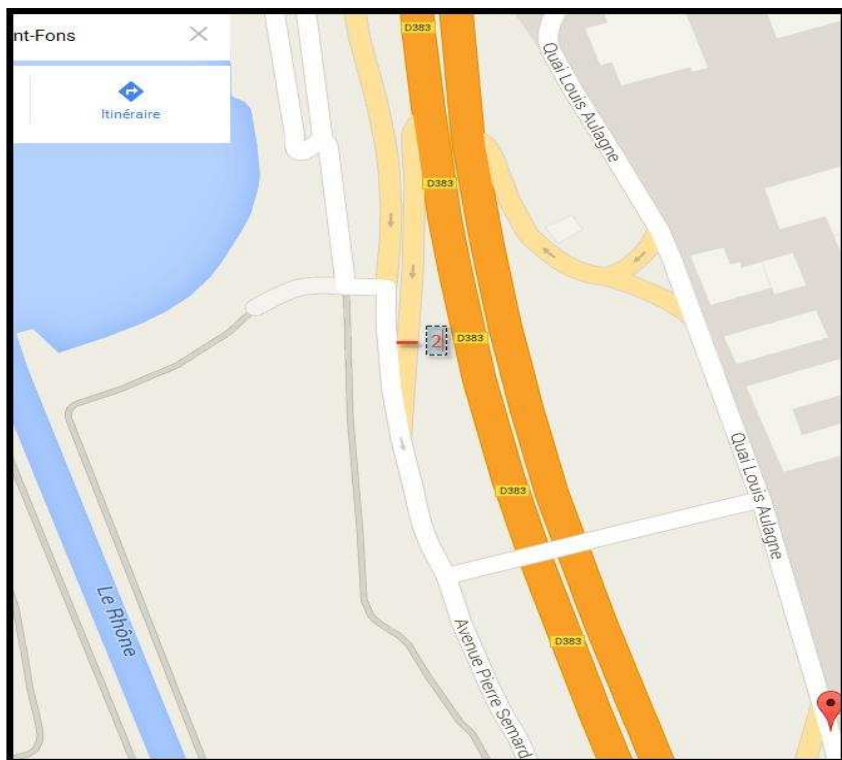 nt-Fons
Itinéraire
D383
Quai Louis Aulagne
D383
2
D383
Quai Louis Aulagne
D383
Le Rhône
D383
Avenue Pierre Semard